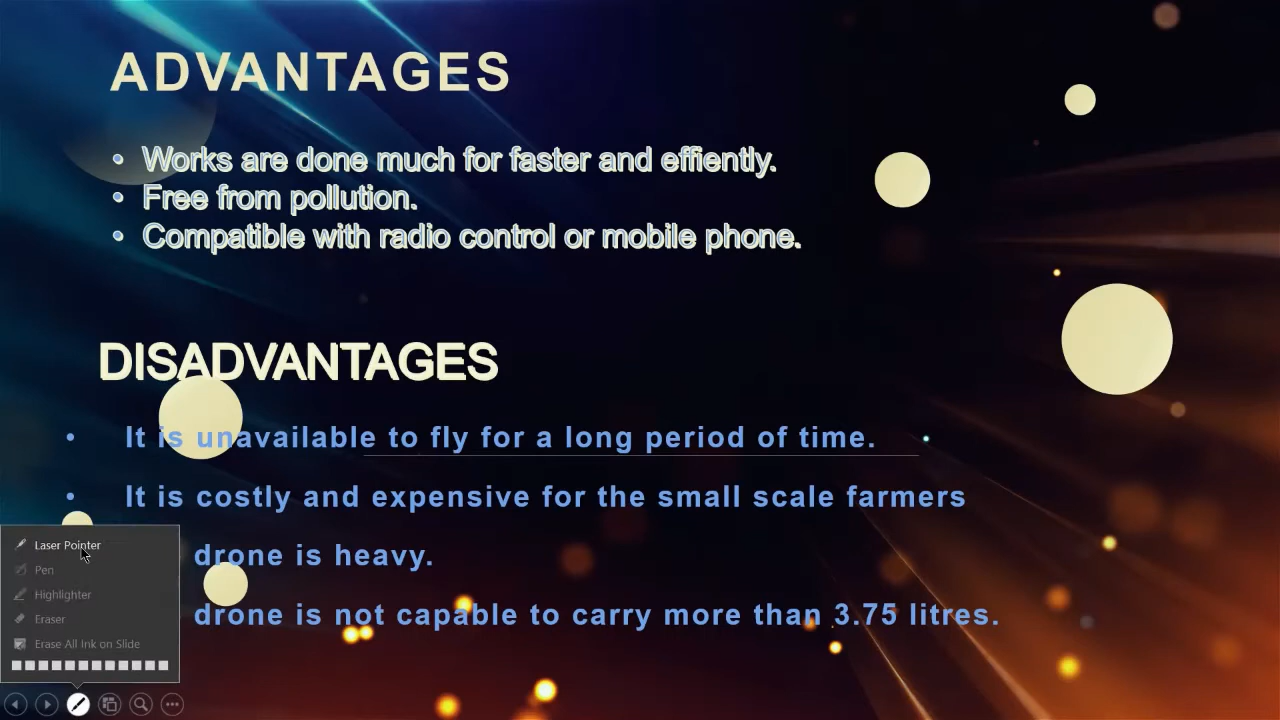 ADVANTAGES
• Works are done much for faster and effiently.
• Free from pollution.
• Compatible with radio control or mobile phone.
DISADVANTAGES
• It is unavailable to fly for a long period of time.
• It is costly and expensive for the small scale farmers
drone is heavy.
drone is not capable to carry more than 3.75 litres.
Laser Pointer
Pen
Highlighter
Eraser
Erase All Ink on Slide